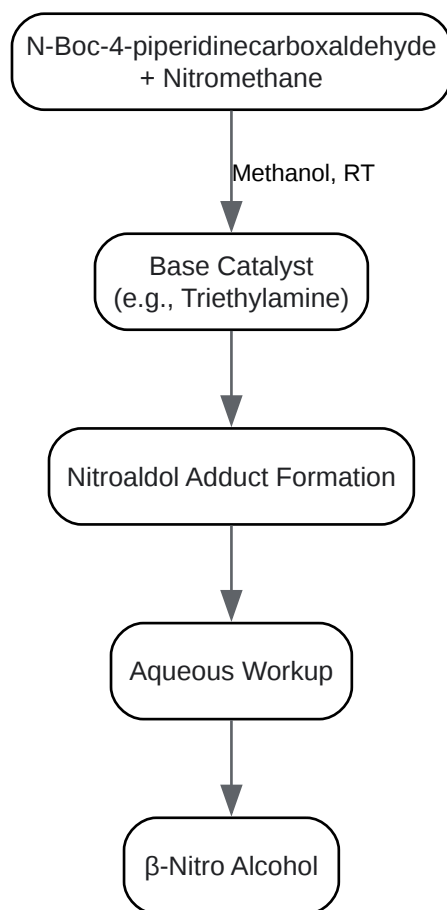 N-Boc-4-piperidinecarboxaldehyde
+ Nitromethane
Methanol, RT
Base Catalyst
(e.g., Triethylamine)
Nitroaldol Adduct Formation
Aqueous Workup
β-Nitro Alcohol